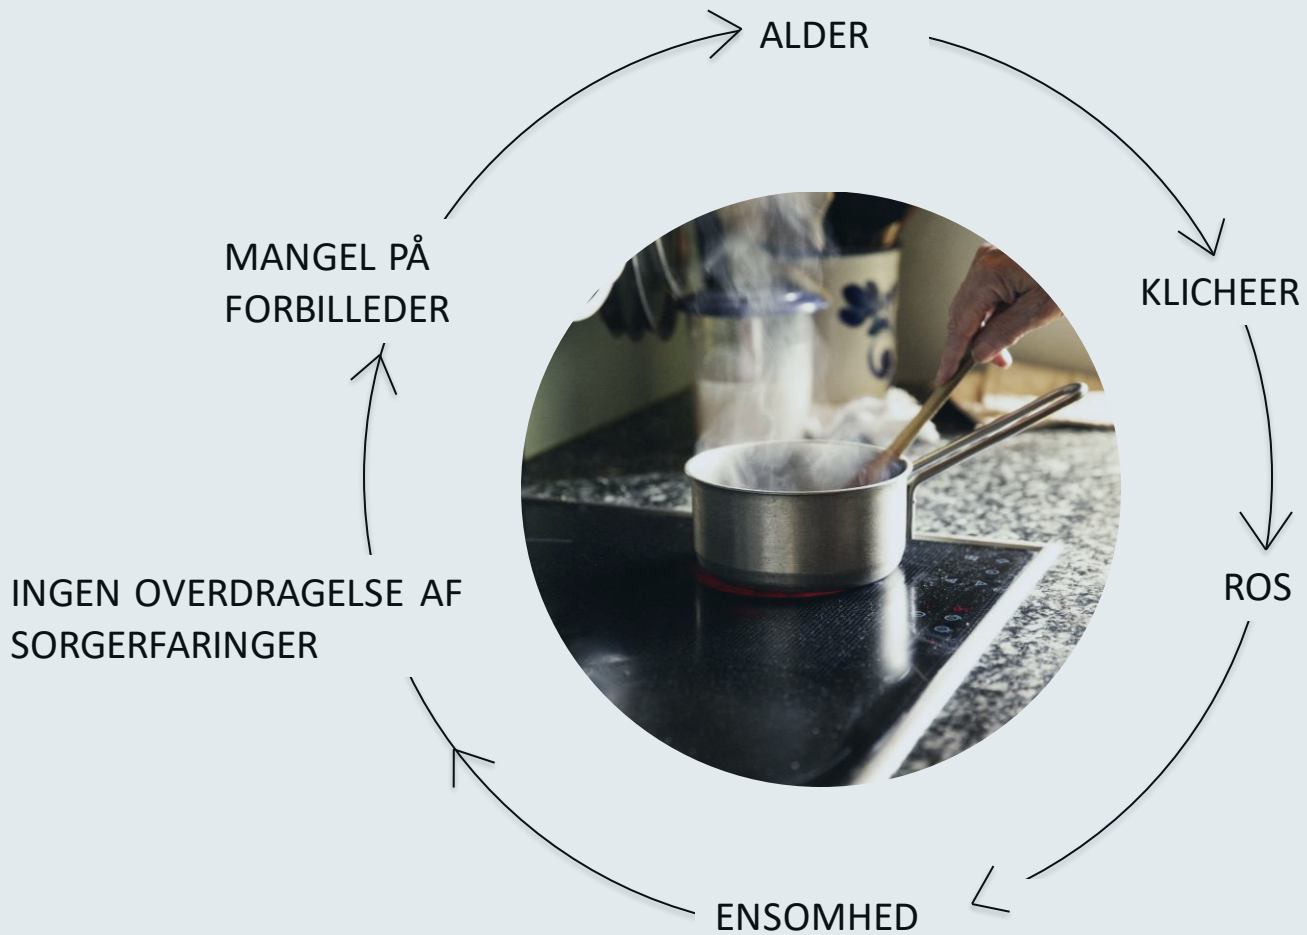 ALDER
KLICHEER
ROS
ENSOMHED
INGEN OVERDRAGELSE AF
SORGERFARINGER
MANGEL PÅ
FORBILLEDER